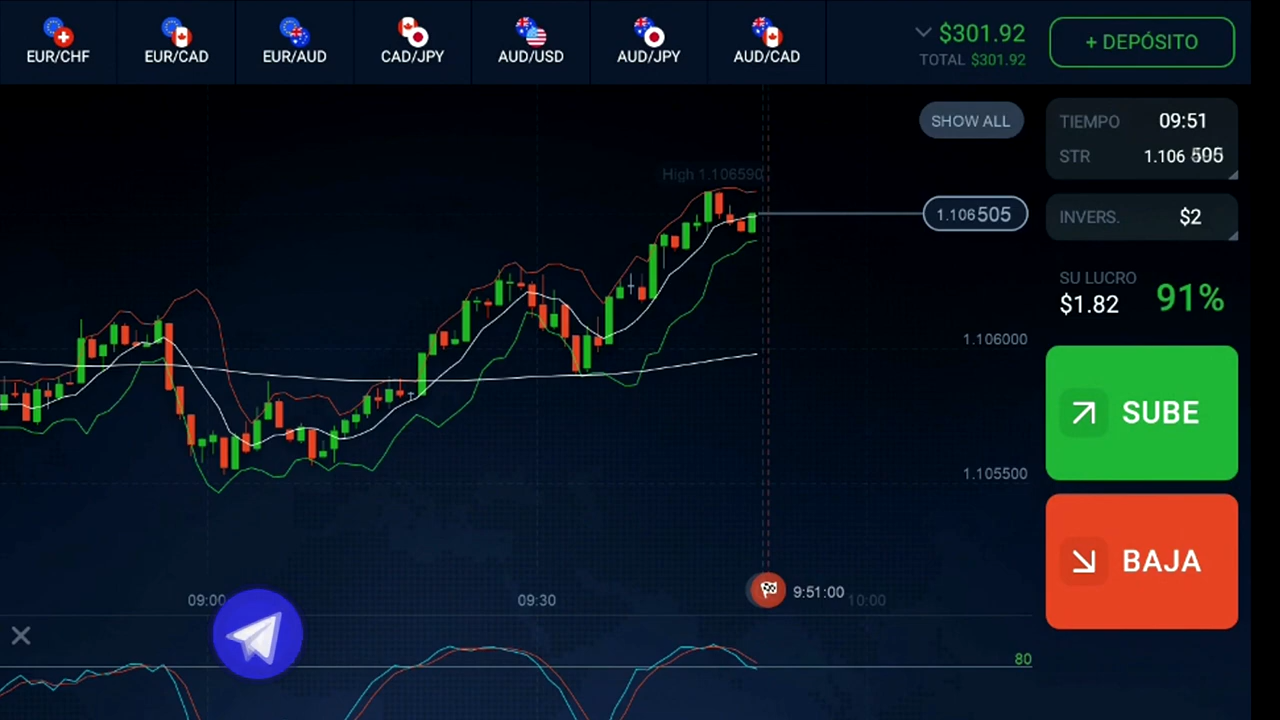 EUR/CHF EUR/CAD EUR/AUD CAD/JPY AUD/USD AUD/JPY AUD/CAD
$301.92
TOTAL $301.92
+ DEPÓSITO
SHOW ALL
TIEMPO 09:51
STR 1.106 505
High 1.106590
1.106505
INVERS. $2
SU LUCRO
$1.82
91%
1.106000
SUBE
1.105500
BAJA
09:00 09:30 9:51:00 10:00
80